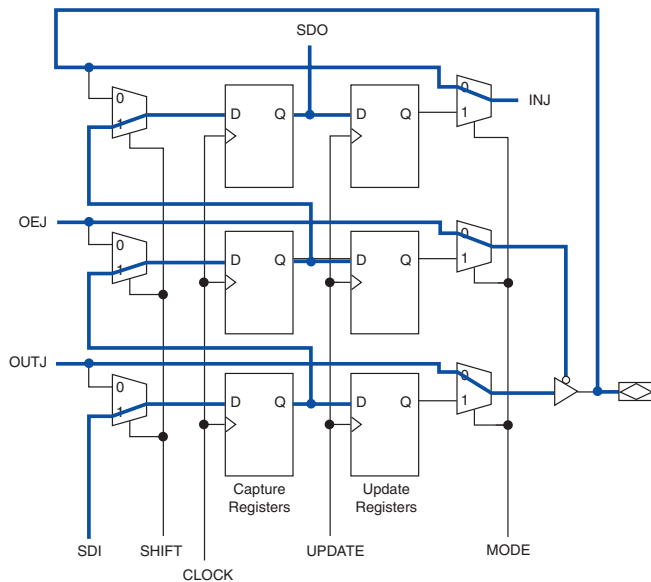 SDO
INJ
0
1
D
Q
D
Q
0
1
OEJ
0
1
D
Q
D
Q
0
1
OUTJ
0
1
D
Q
D
Q
0
1
Capture
Registers
Update
Registers
SDI
SHIFT
CLOCK
UPDATE
MODE